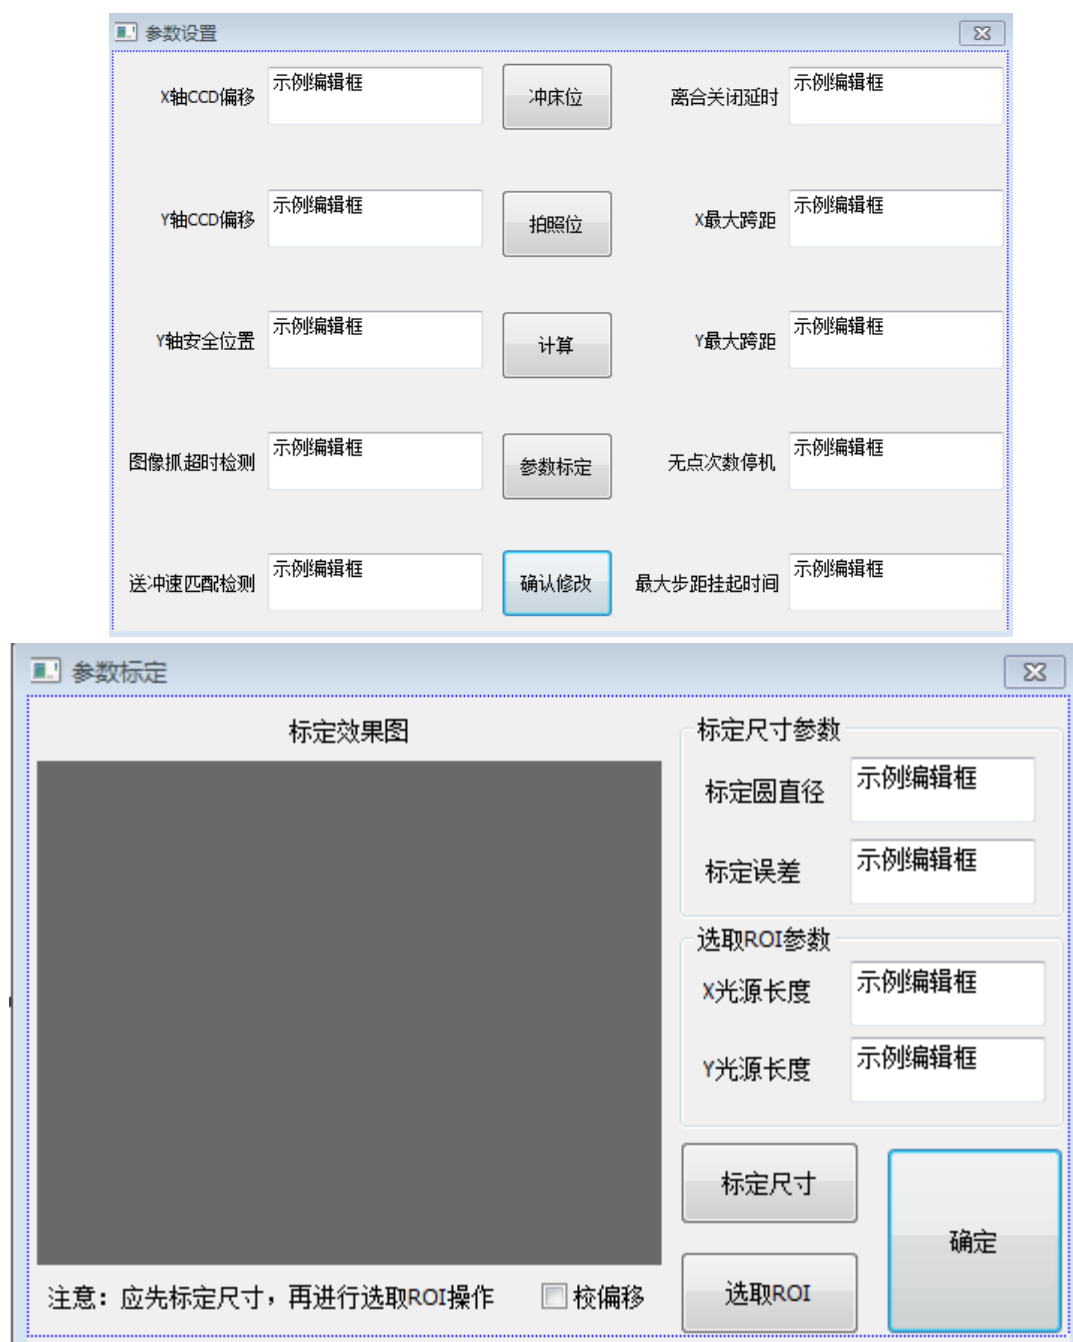 参数设置
X轴CCD偏移 示例编辑框 冲床位 离合关闭延时 示例编辑框
Y轴CCD偏移 示例编辑框 拍照位 X最大跨距 示例编辑框
Y轴安全位置 示例编辑框 计算 Y最大跨距 示例编辑框
图像抓超时检测 示例编辑框 参数标定 无点次数停机 示例编辑框
送冲速匹配检测 示例编辑框 确认修改 最大步距挂起时间 示例编辑框
参数标定
标定效果图
标定尺寸参数
标定圆直径 示例编辑框
标定误差 示例编辑框
选取ROI参数
X光源长度 示例编辑框
Y光源长度 示例编辑框
标定尺寸
确定
选取ROI
注意：应先标定尺寸，再进行选取ROI操作 校偏移